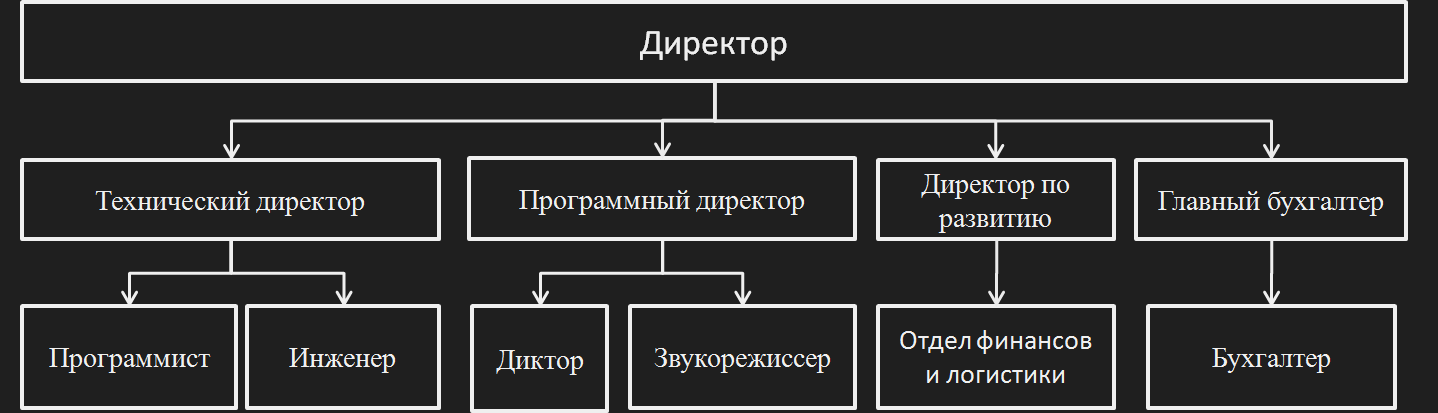 Директор
Технический директор
Программный директор
Директор по
развитию
Главный бухгалтер
Программист
Инженер
Диктор
Звукорежиссер
Отдел финансов
и логистики
Бухгалтер